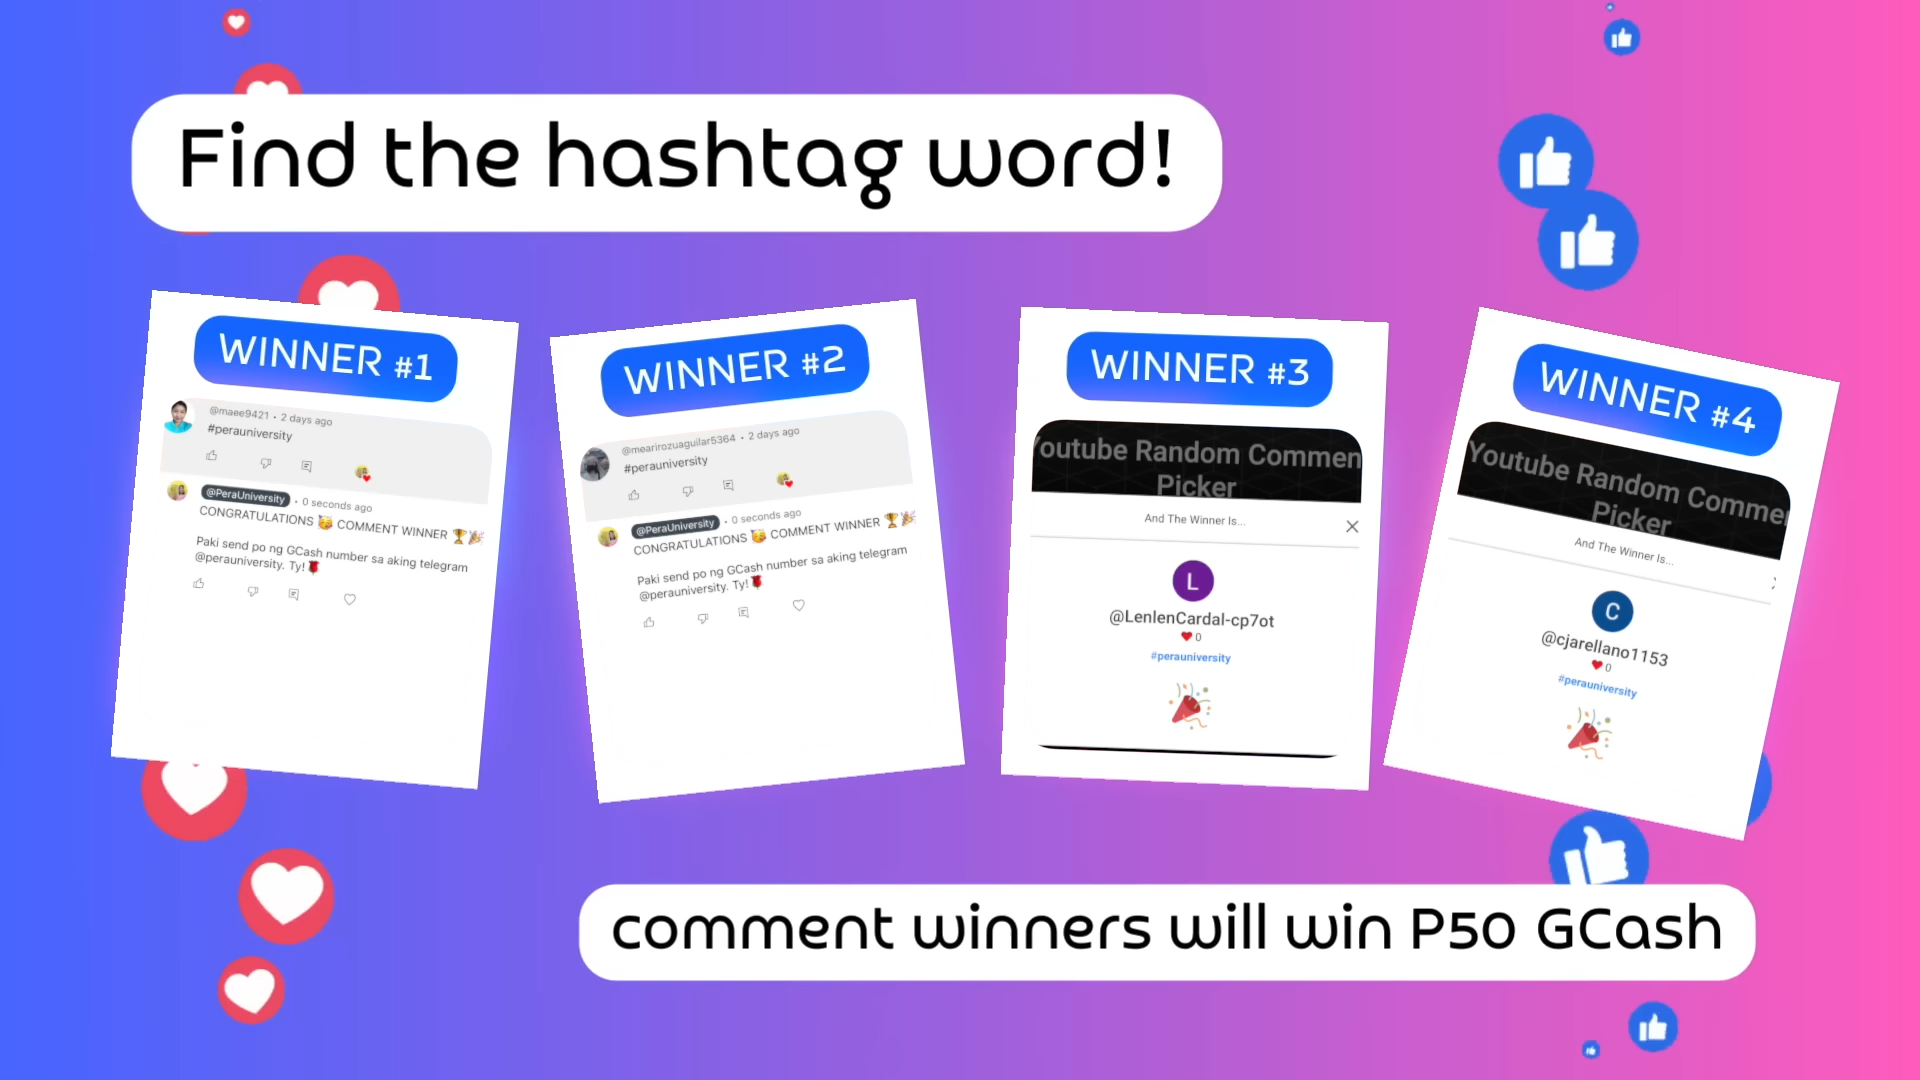 Find the hashtag word!
WINNER #1
@maee9421 • 2 days ago
#perauniversity
@PeraUniversity • 0 seconds ago
CONGRATULATIONS 🥳 COMMENT WINNER 🏆🎉
Paki send po ng GCash number sa aking telegram
@perauniversity. Ty!🌹
WINNER #2
@mearirozuaguilar5364 • 2 days ago
#perauniversity
@PeraUniversity • 0 seconds ago
CONGRATULATIONS 🥳 COMMENT WINNER 🏆🎉
Paki send po ng GCash number sa aking telegram
@perauniversity. Ty!🌹
WINNER #3
Youtube Random Commen
Picker
And The Winner Is...
L
@LenlenCardal-cp7ot
0
#perauniversity
WINNER #4
Youtube Random Comme
Picker
And The Winner Is...
C
@cjarellano1153
0
#perauniversity
comment winners will win P50 GCash